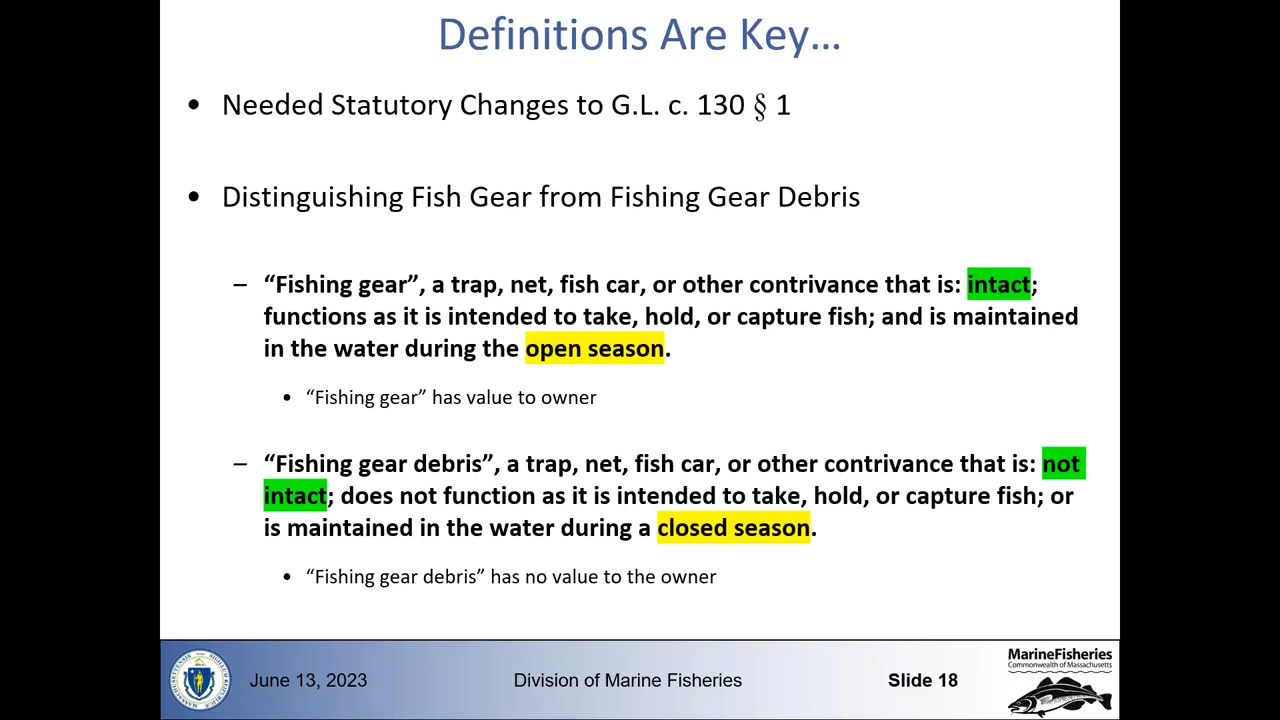 Definitions Are Key...
• Needed Statutory Changes to G.L. c. 130 § 1
• Distinguishing Fish Gear from Fishing Gear Debris
– “Fishing gear”, a trap, net, fish car, or other contrivance that is: intact;
functions as it is intended to take, hold, or capture fish; and is maintained
in the water during the open season.
• “Fishing gear” has value to owner
– “Fishing gear debris”, a trap, net, fish car, or other contrivance that is: not
intact; does not function as it is intended to take, hold, or capture fish; or
is maintained in the water during a closed season.
• “Fishing gear debris” has no value to the owner
June 13, 2023
Division of Marine Fisheries
Slide 18
MarineFisheries
Commonwealth of Massachusetts